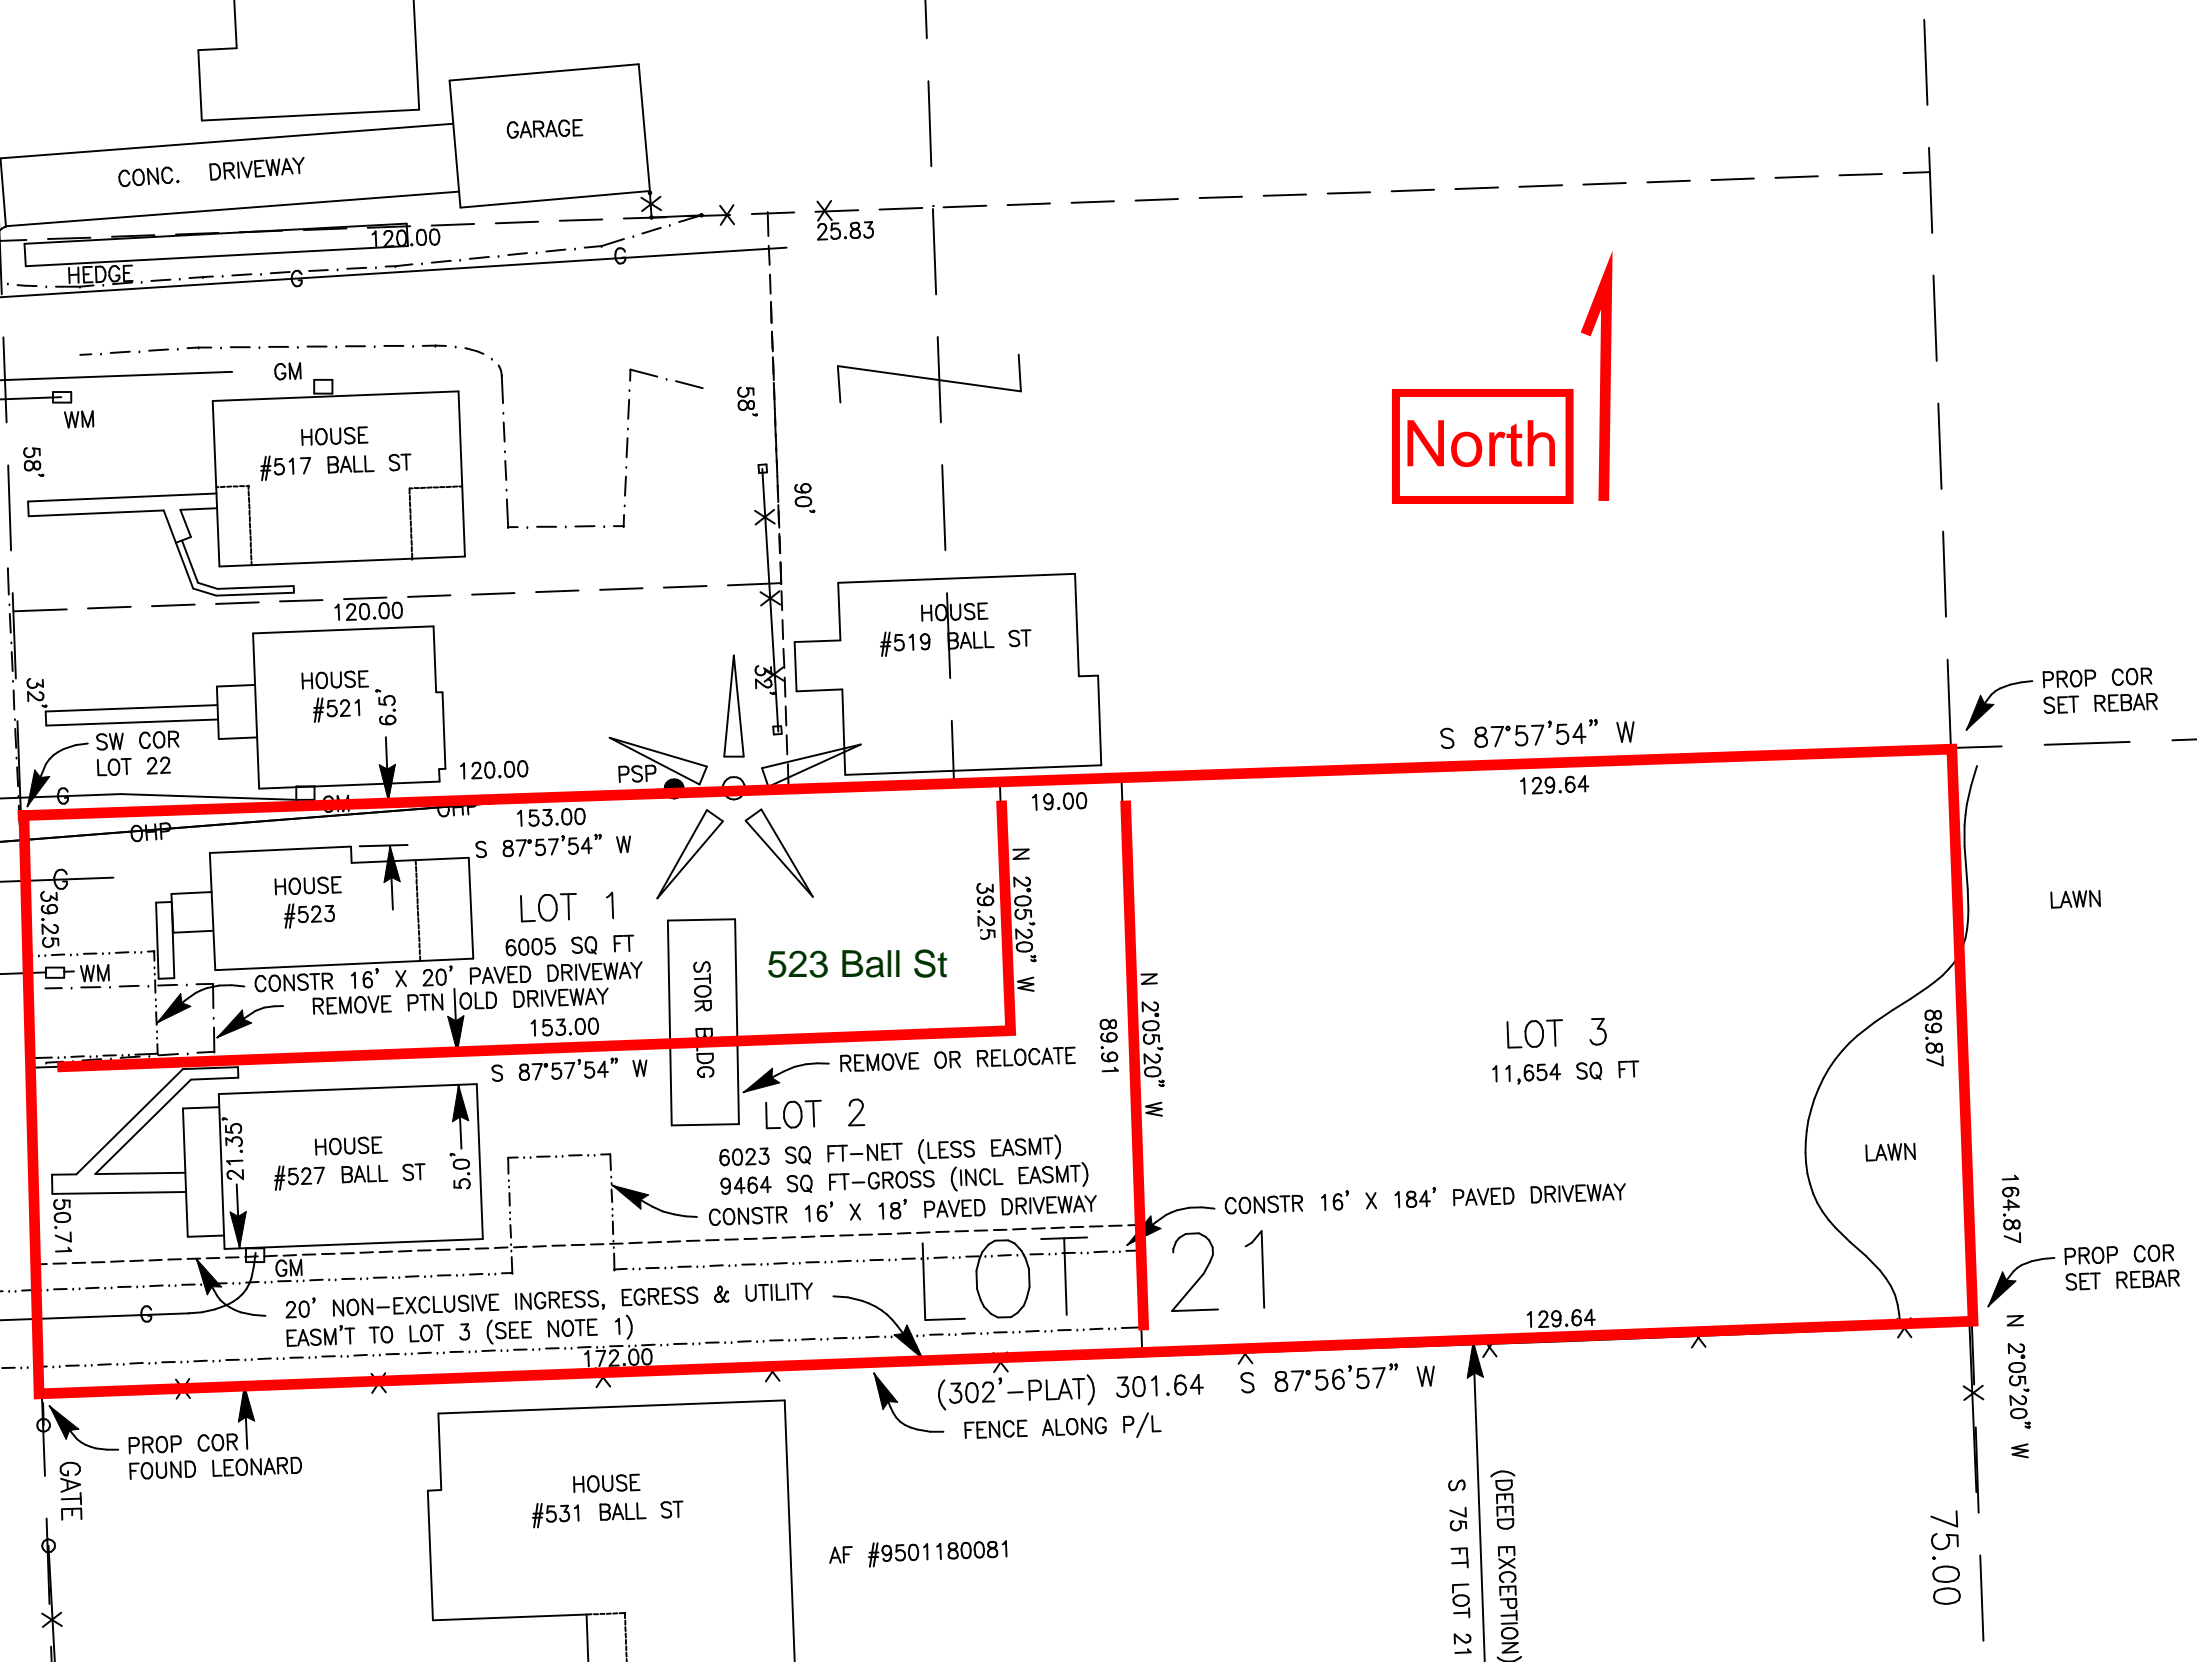 GARAGE
CONC. DRIVEWAY
120.00
25.83
HEDGE
G
G
GM
WM
58'
58'
HOUSE
#517 BALL ST
90'
North
120.00
HOUSE
#519 BALL ST
32'
32'
HOUSE
#521
6.5'
PROP COR
SET REBAR
SW COR
LOT 22
120.00
PSP
S 87°57'54" W
129.64
G
GM
OHP
OHP
153.00
S 87°57'54" W
19.00
G
39.25
HOUSE
#523
LOT 1
6005 SQ FT
39.25
N 2°05'20" W
LAWN
WM
CONSTR 16' X 20' PAVED DRIVEWAY
REMOVE PTN OLD DRIVEWAY
STOR BLDG
523 Ball St
153.00
S 87°57'54" W
REMOVE OR RELOCATE
89.91
N 2°05'20" W
LOT 3
11,654 SQ FT
89.87
LOT 2
6023 SQ FT-NET (LESS EASMT)
9464 SQ FT-GROSS (INCL EASMT)
CONSTR 16' X 18' PAVED DRIVEWAY
HOUSE
#527 BALL ST
21.35'
5.0'
50.71
LAWN
CONSTR 16' X 184' PAVED DRIVEWAY
164.87
LOT 21
GM
G
20' NON-EXCLUSIVE INGRESS, EGRESS & UTILITY
EASM'T TO LOT 3 (SEE NOTE 1)
PROP COR
SET REBAR
129.64
172.00
(302'-PLAT) 301.64 S 87°56'57" W
N 2°05'20" W
FENCE ALONG P/L
PROP COR
FOUND LEONARD
GATE
HOUSE
#531 BALL ST
AF #9501180081
S 75 FT LOT 21
(DEED EXCEPTION)
75.00